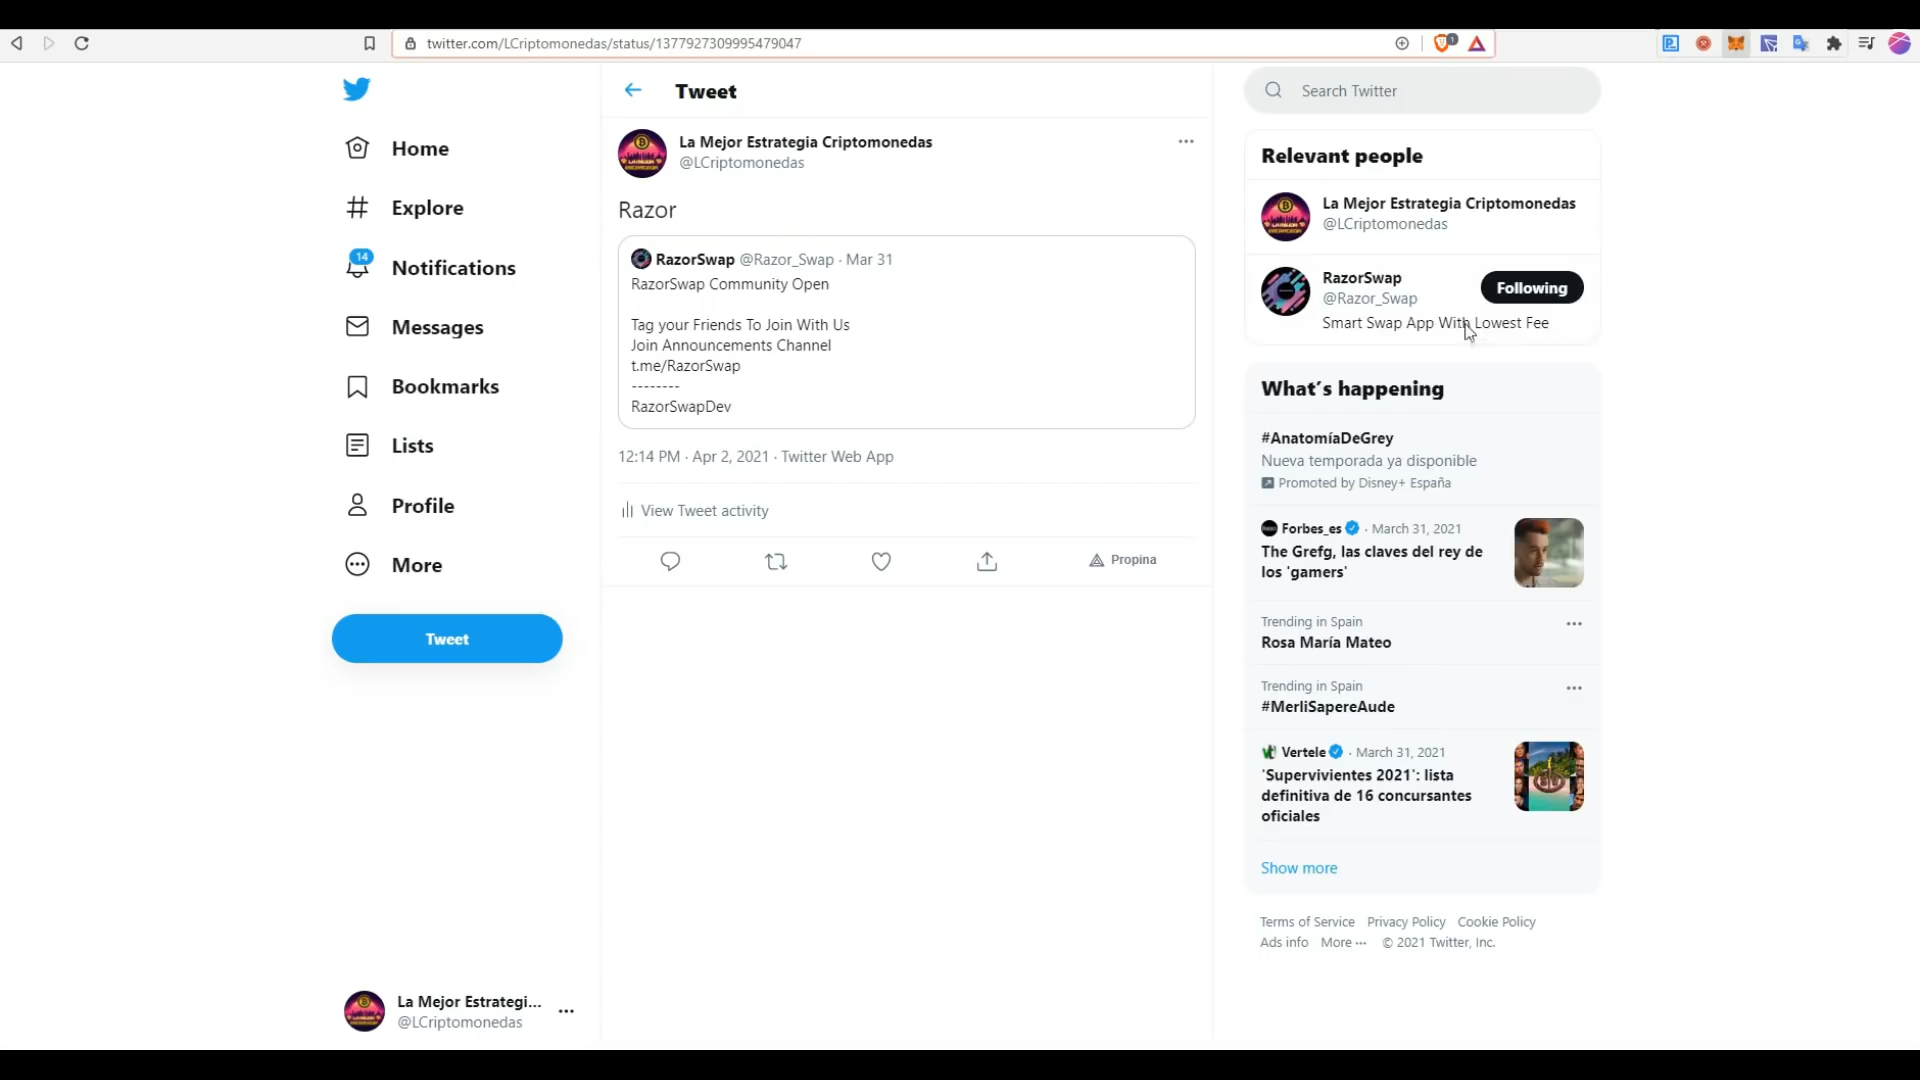 twitter.com/LCriptomonedas/status/1377927309995479047
1
Home
Explore
14
Notifications
Messages
Bookmarks
Lists
Profile
More
Tweet
La Mejor Estrategi...
@LCriptomonedas
Tweet
La Mejor Estrategia Criptomonedas
@LCriptomonedas
Razor
RazorSwap @Razor_Swap · Mar 31
RazorSwap Community Open
Tag your Friends To Join With Us
Join Announcements Channel
t.me/RazorSwap
--------
RazorSwapDev
12:14 PM · Apr 2, 2021 · Twitter Web App
View Tweet activity
Propina
Search Twitter
Relevant people
La Mejor Estrategia Criptomonedas
@LCriptomonedas
RazorSwap
@Razor_Swap
Following
Smart Swap App With Lowest Fee
What's happening
#AnatomíaDeGrey
Nueva temporada ya disponible
Promoted by Disney+ España
Forbes_es · March 31, 2021
The Grefg, las claves del rey de
los 'gamers'
Trending in Spain
Rosa María Mateo
Trending in Spain
#MerliSapereAude
Vertele · March 31, 2021
'Supervivientes 2021': lista
definitiva de 16 concursantes
oficiales
Show more
Terms of Service Privacy Policy Cookie Policy
Ads info More ··· © 2021 Twitter, Inc.